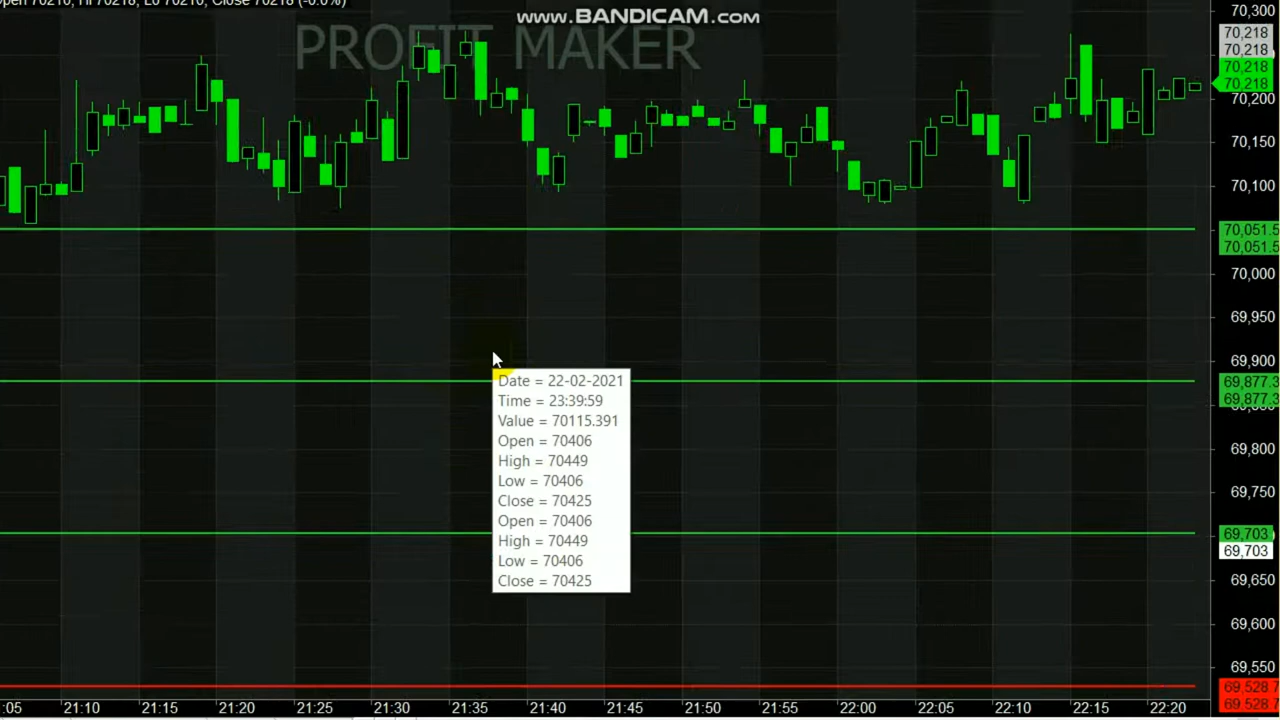 Open 70210, Hi 70218, Lo 70210, Close 70218 (-0.0%)
www.BANDICAM.com
PROFIT MAKER
70,300
70,218
70,218
70,218
70,218
70,200
70,150
70,100
70,051.5
70,051.5
70,000
69,950
69,900
69,877.3
69,877.3
69,800
69,750
69,703
69,703
69,650
69,600
69,550
69,528.7
69,528.7
Date = 22-02-2021
Time = 23:39:59
Value = 70115.391
Open = 70406
High = 70449
Low = 70406
Close = 70425
Open = 70406
High = 70449
Low = 70406
Close = 70425
:05 21:10 21:15 21:20 21:25 21:30 21:35 21:40 21:45 21:50 21:55 22:00 22:05 22:10 22:15 22:20